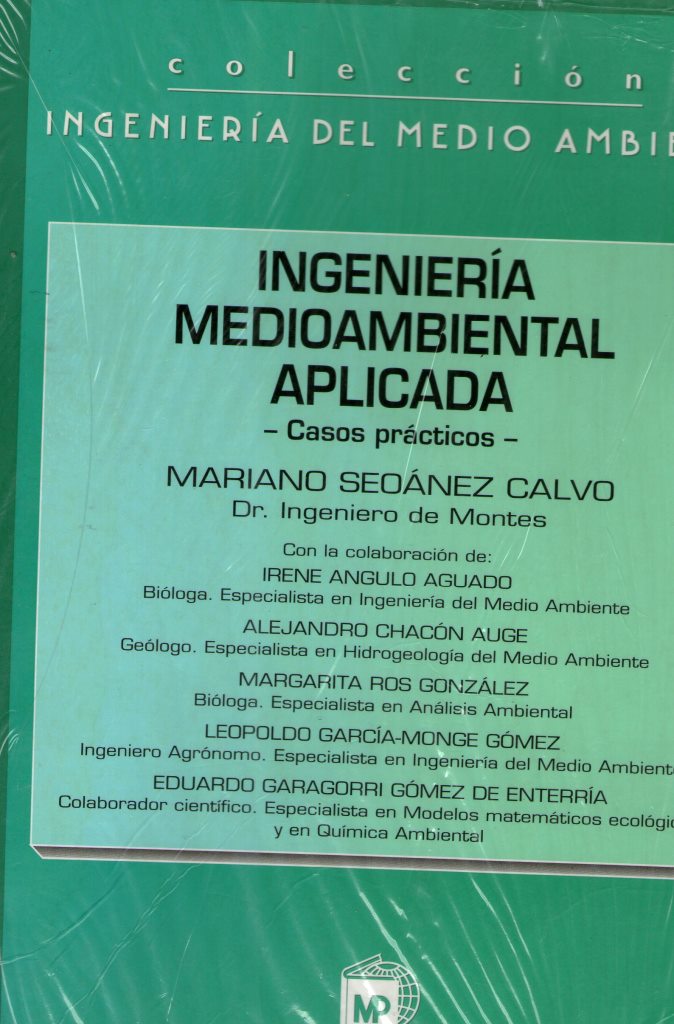 colección
INGENIERÍA DEL MEDIO AMBIE
INGENIERÍA
MEDIOAMBIENTAL
APLICADA
– Casos prácticos –
MARIANO SEOÁNEZ CALVO
Dr. Ingeniero de Montes
Con la colaboración de:
IRENE ANGULO AGUADO
Bióloga. Especialista en Ingeniería del Medio Ambiente
ALEJANDRO CHACÓN AUGE
Geólogo. Especialista en Hidrogeología del Medio Ambiente
MARGARITA ROS GONZÁLEZ
Bióloga. Especialista en Análisis Ambiental
LEOPOLDO GARCÍA-MONGE GÓMEZ
Ingeniero Agrónomo. Especialista en Ingeniería del Medio Ambiente
EDUARDO GARAGORRI GÓMEZ DE ENTERRÍA
Colaborador científico. Especialista en Modelos matemáticos ecológic
y en Química Ambiental
MP